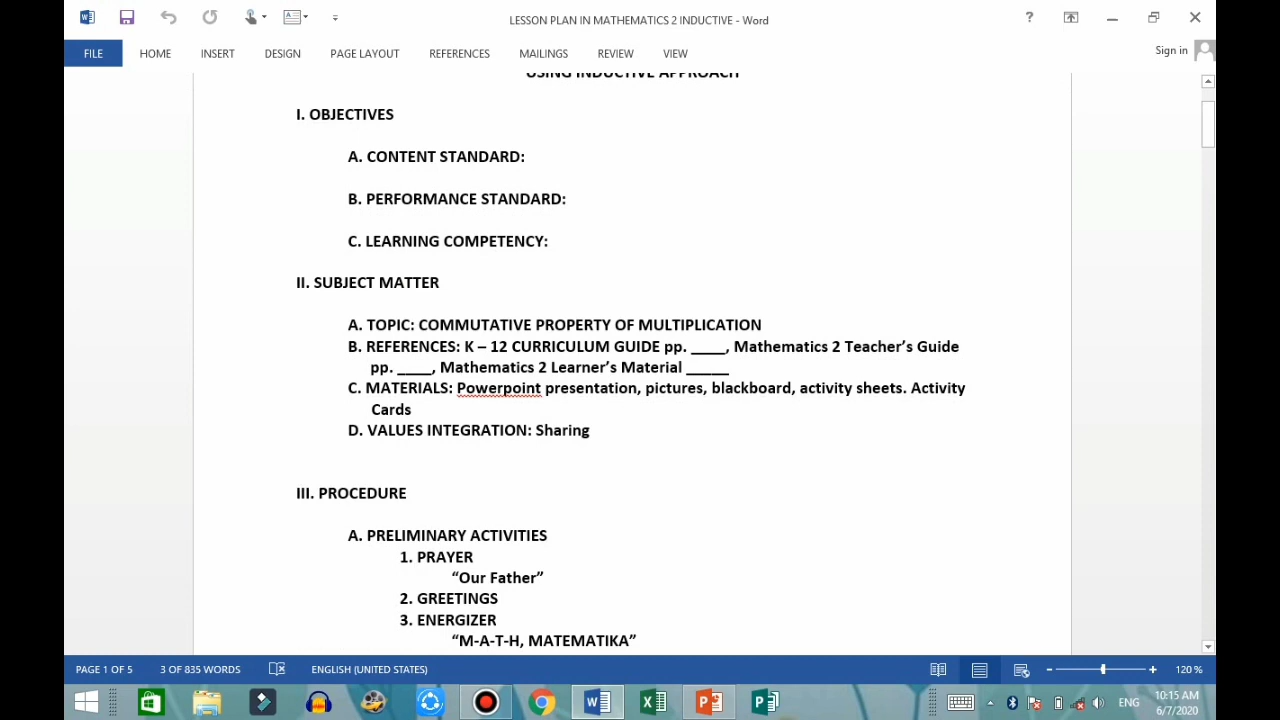 LESSON PLAN IN MATHEMATICS 2 INDUCTIVE - Word
?
FILE HOME INSERT DESIGN PAGE LAYOUT REFERENCES MAILINGS REVIEW VIEW Sign in
USING INDUCTIVE APPROACH
I. OBJECTIVES
A. CONTENT STANDARD:
B. PERFORMANCE STANDARD:
C. LEARNING COMPETENCY:
II. SUBJECT MATTER
A. TOPIC: COMMUTATIVE PROPERTY OF MULTIPLICATION
B. REFERENCES: K – 12 CURRICULUM GUIDE pp. ____, Mathematics 2 Teacher’s Guide
pp. ____, Mathematics 2 Learner’s Material _____
C. MATERIALS: Powerpoint presentation, pictures, blackboard, activity sheets. Activity
Cards
D. VALUES INTEGRATION: Sharing
III. PROCEDURE
A. PRELIMINARY ACTIVITIES
1. PRAYER
“Our Father”
2. GREETINGS
3. ENERGIZER
“M-A-T-H, MATEMATIKA”
PAGE 1 OF 5 3 OF 835 WORDS ENGLISH (UNITED STATES) 120 %
ENG
10:15 AM
6/7/2020